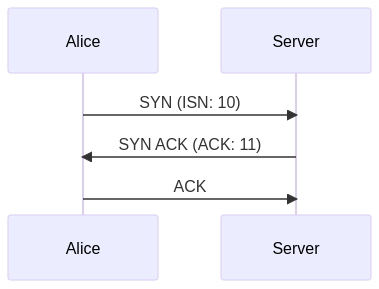 Alice Server
SYN (ISN: 10)
SYN ACK (ACK: 11)
ACK
Alice Server